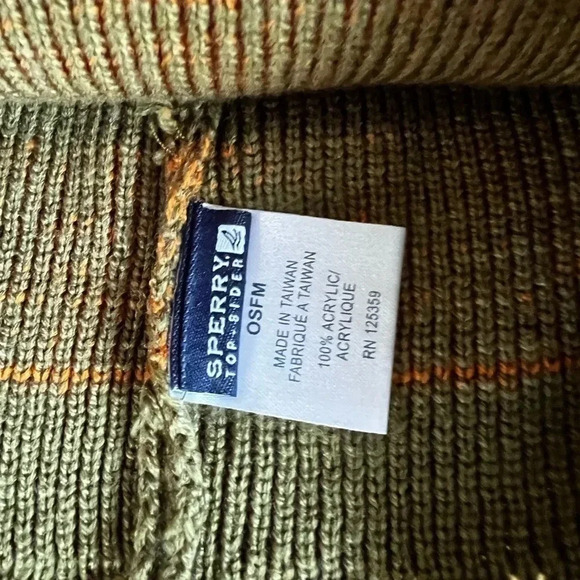 SPERRY
TOP-SIDER
OSFM
MADE IN TAIWAN
FABRIQUÉ A TAIWAN
100% ACRYLIC/
ACRYLIQUE
RN 125359